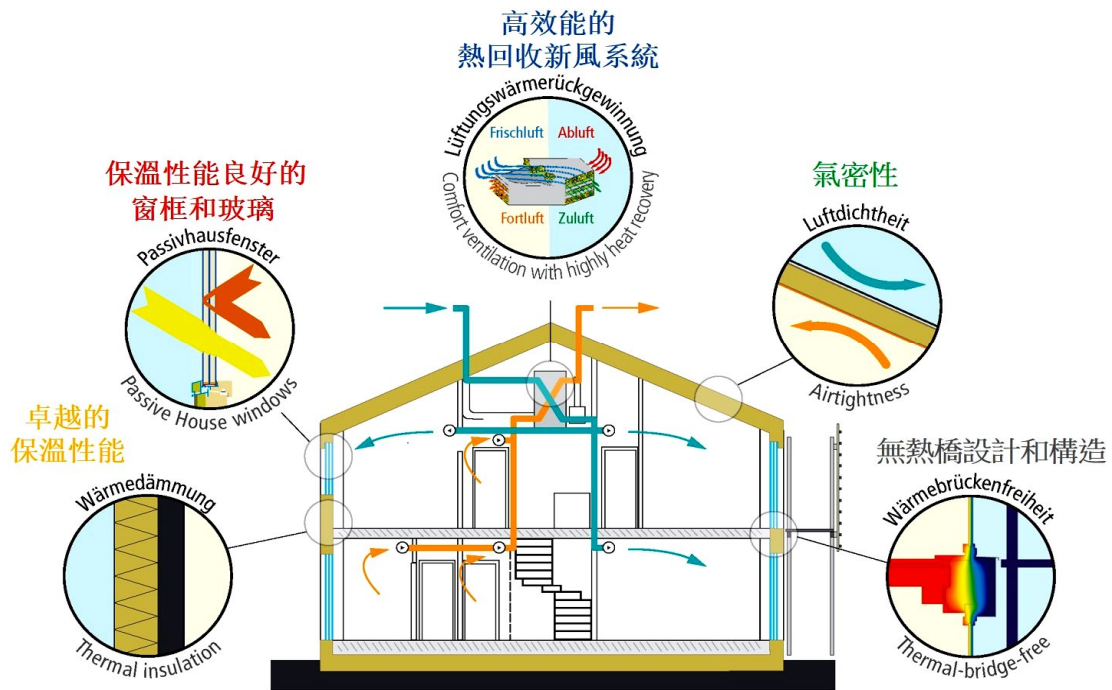 高效能的
熱回收新風系統
Lüftungswärmerückgewinnung
Frischluft
Abluft
Fortluft
Zuluft
Comfort ventilation with highly heat recovery
保溫性能良好的
窗框和玻璃
Passivhausfenster
Passive House windows
氣密性
Luftdichtheit
Airtightness
卓越的
保溫性能
Wärmedämmung
Thermal insulation
無熱橋設計和構造
Wärmebrückenfreiheit
Thermal-bridge-free